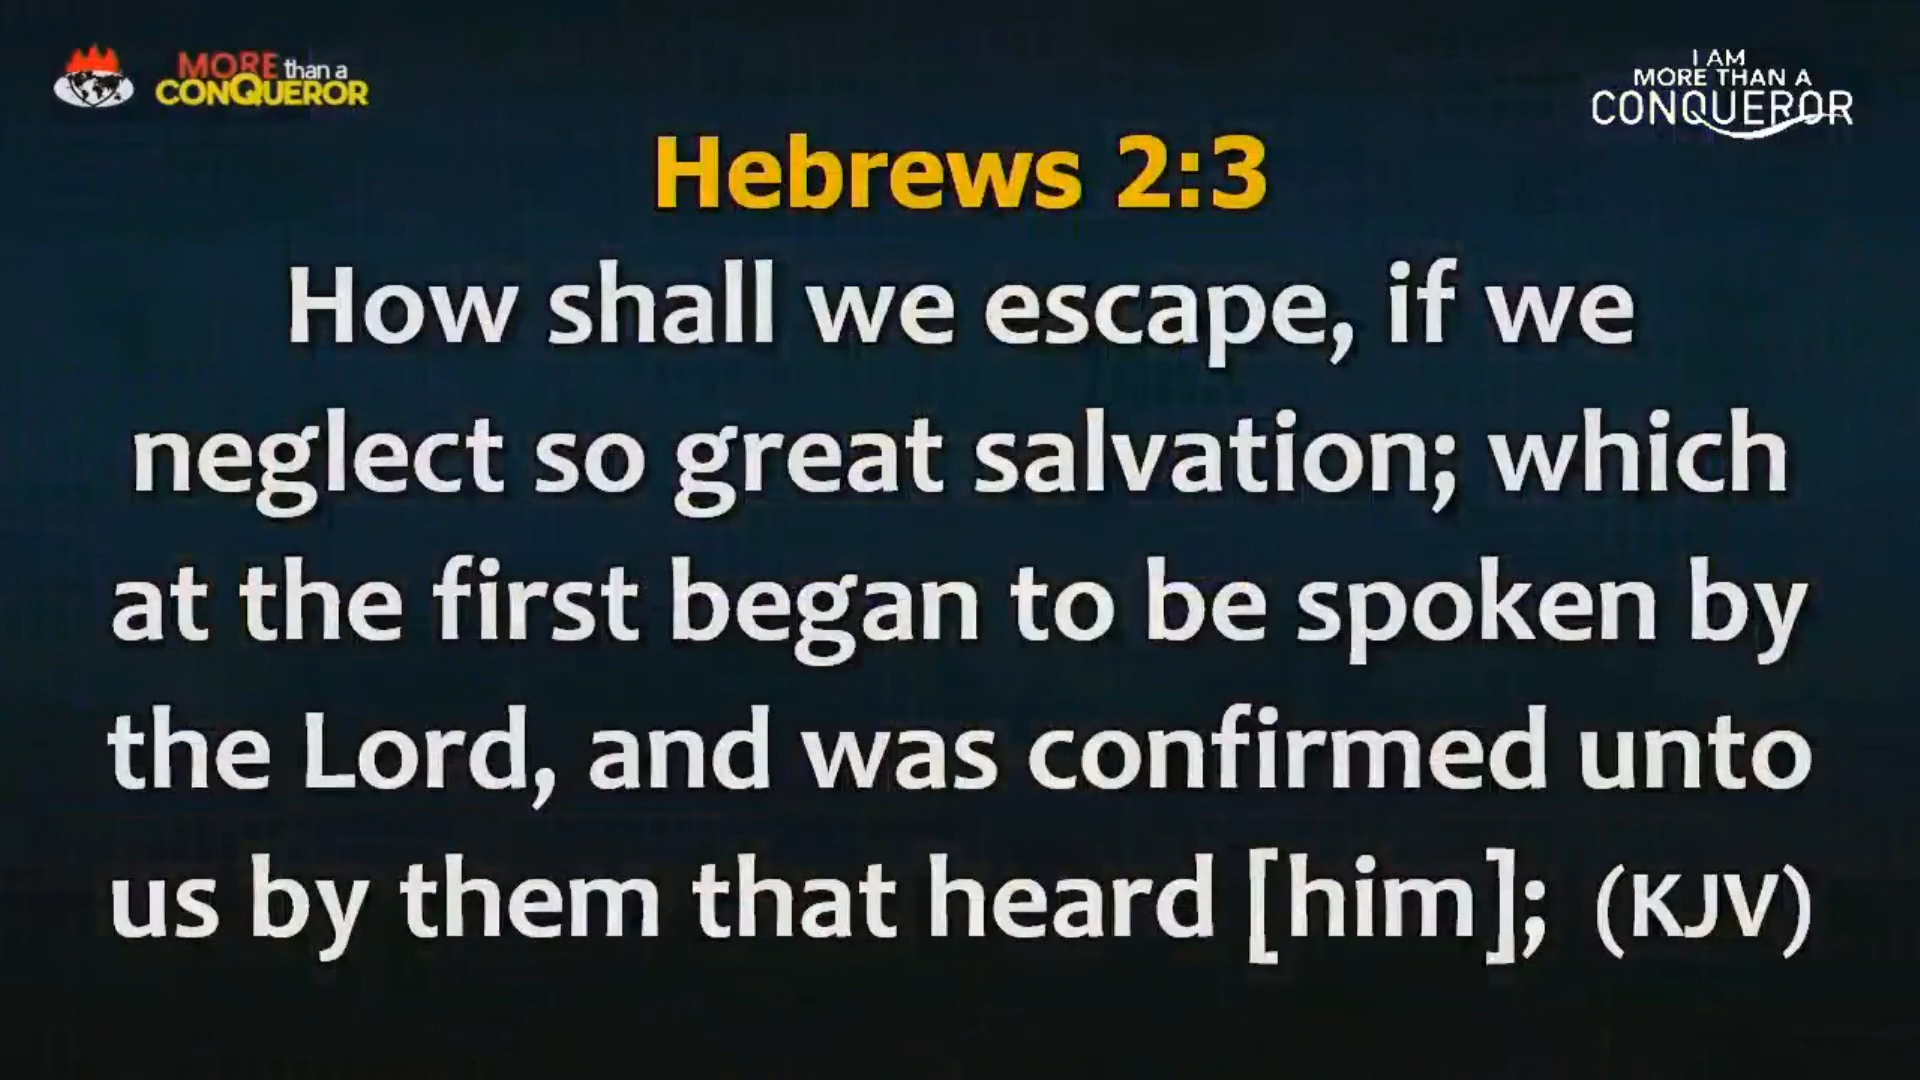 MORE than a
CONQUEROR
I AM
MORE THAN A
CONQUEROR
Hebrews 2:3
How shall we escape, if we
neglect so great salvation; which
at the first began to be spoken by
the Lord, and was confirmed unto
us by them that heard [him]; (KJV)